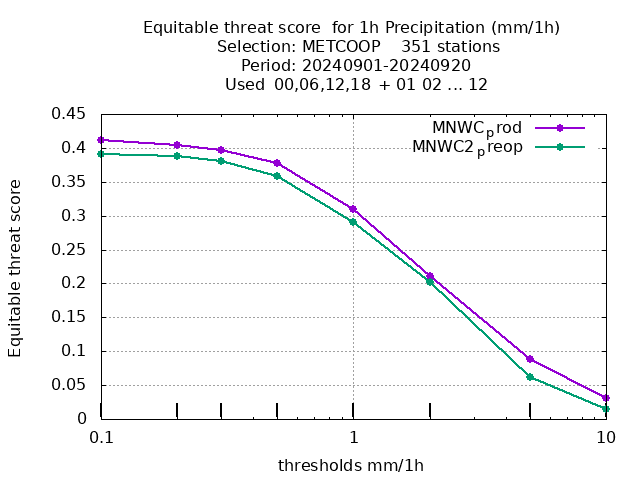 Equitable threat score  for 1h Precipitation (mm/1h)
Selection: METCOOP    351 stations
Period: 20240901-20240920
Used  00,06,12,18 + 01 02 ... 12
MNWCprod
MNWC2preop
0.45
0.4
0.35
0.3
0.25
0.2
0.15
0.1
0.05
0
Equitable threat score
0.1 1 10
thresholds mm/1h